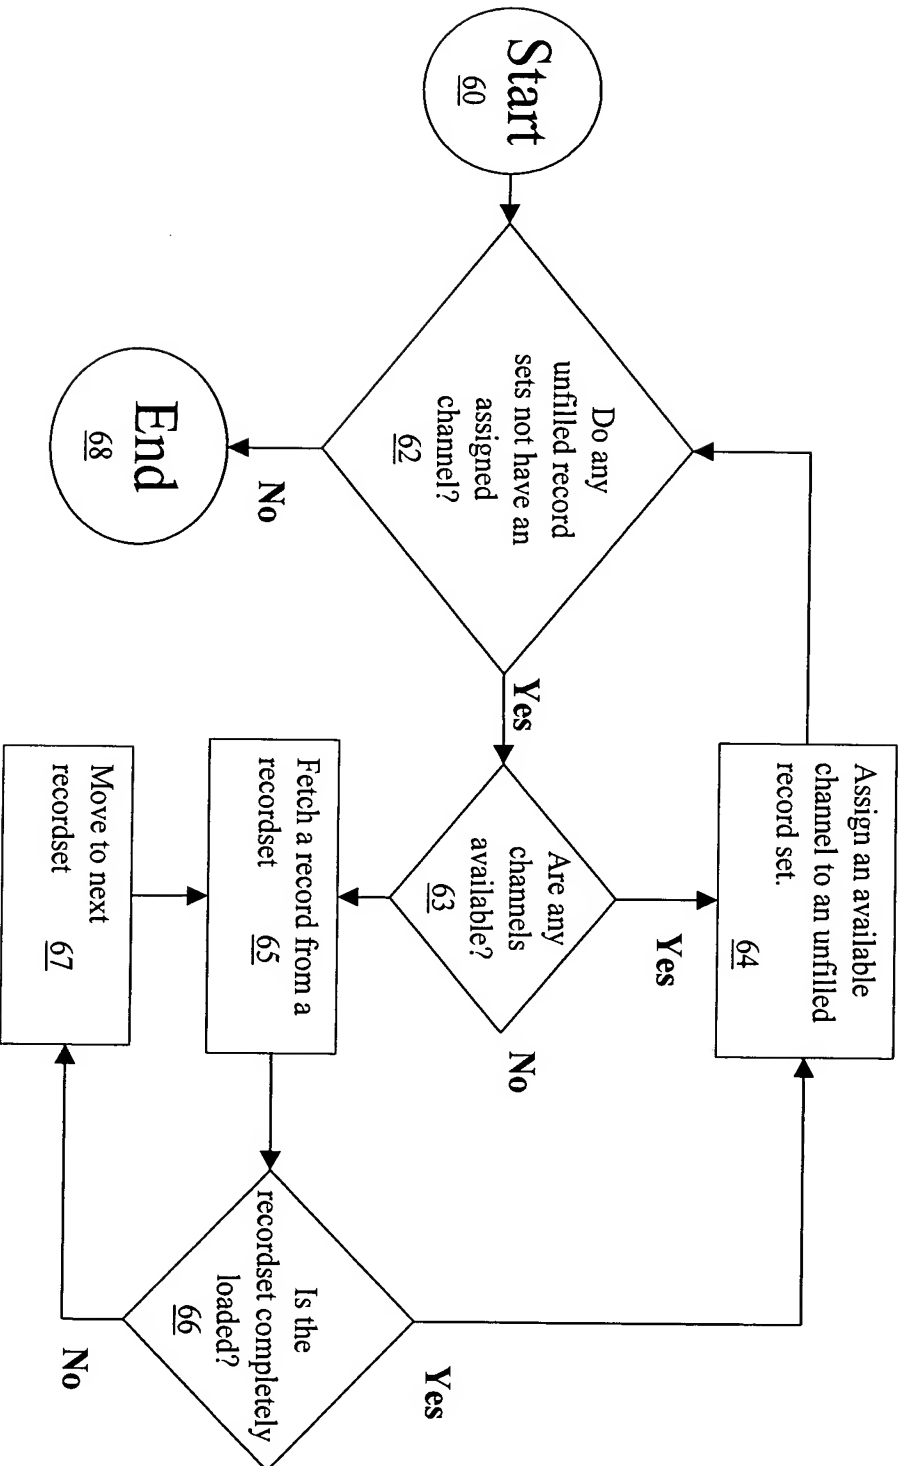 Start
60
Do any
unfilled record
sets not have an
assigned
channel?
62
No
End
68
Yes
Are any
channels
available?
63
Yes
No
Assign an available
channel to an unfilled
record set.
64
Fetch a record from a
recordset 65
Move to next
recordset 67
Is the
recordset completely
loaded?
66
Yes
No